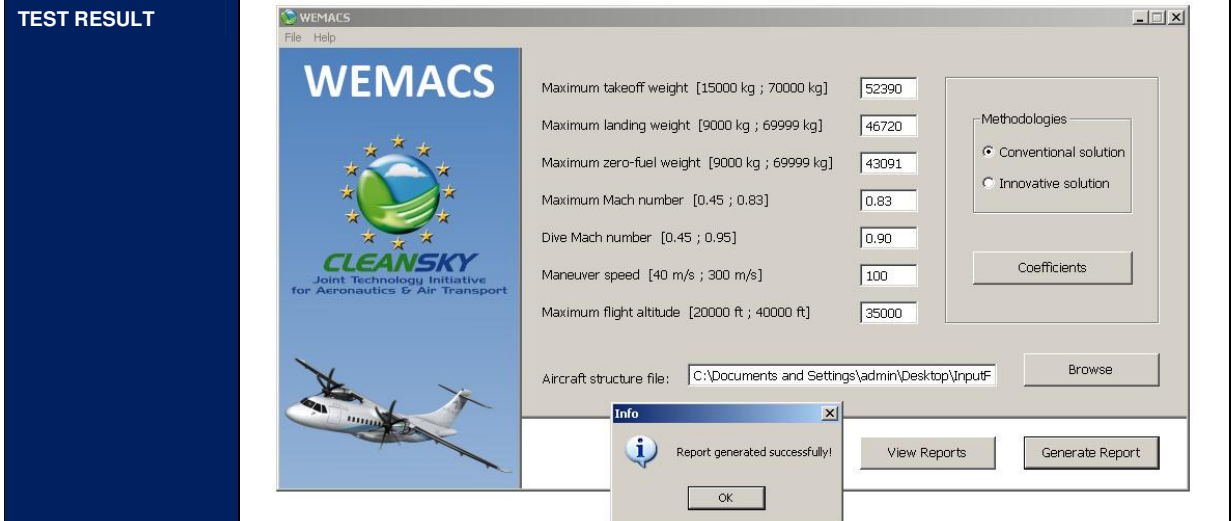 TEST RESULT
WEMACS
File Help
WEMACS
CLEANSKY
Joint Technology Initiative
for Aeronautics & Air Transport
Maximum takeoff weight [15000 kg ; 70000 kg] 52390
Maximum landing weight [9000 kg ; 69999 kg] 46720
Maximum zero-fuel weight [9000 kg ; 69999 kg] 43091
Maximum Mach number [0.45 ; 0.83] 0.83
Dive Mach number [0.45 ; 0.95] 0.90
Maneuver speed [40 m/s ; 300 m/s] 100
Maximum flight altitude [20000 ft ; 40000 ft] 35000
Methodologies
Conventional solution
Innovative solution
Coefficients
Aircraft structure file: C:\Documents and Settings\admin\Desktop\InputF Browse
Info
Report generated successfully!
OK
View Reports Generate Report